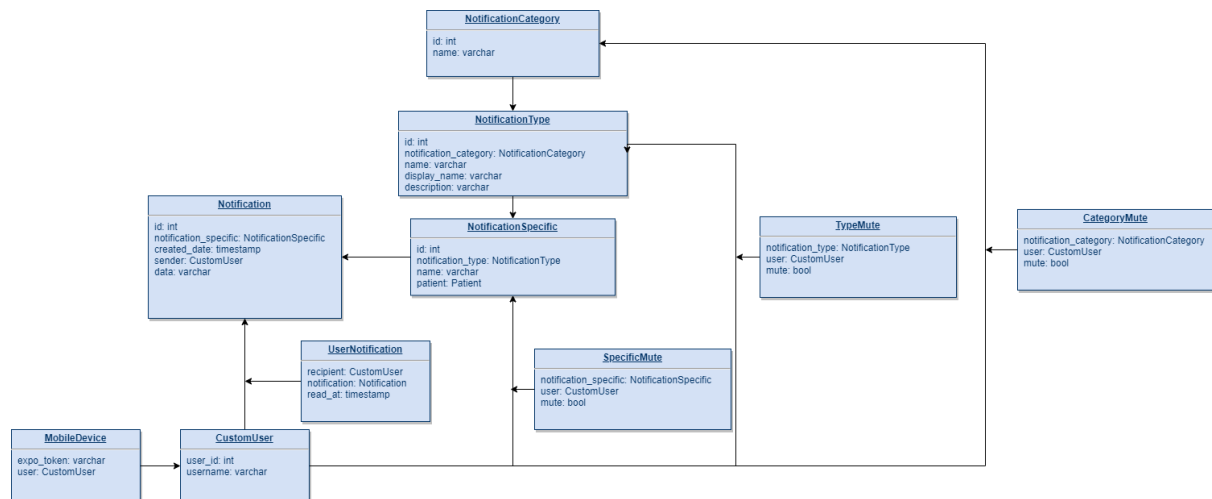 NotificationCategory
id: int
name: varchar
NotificationType
id: int
notification_category: NotificationCategory
name: varchar
display_name: varchar
description: varchar
Notification
id: int
notification_specific: NotificationSpecific
created_date: timestamp
sender: CustomUser
data: varchar
NotificationSpecific
id: int
notification_type: NotificationType
name: varchar
patient: Patient
TypeMute
notification_type: NotificationType
user: CustomUser
mute: bool
CategoryMute
notification_category: NotificationCategory
user: CustomUser
mute: bool
UserNotification
recipient: CustomUser
notification: Notification
read_at: timestamp
SpecificMute
notification_specific: NotificationSpecific
user: CustomUser
mute: bool
MobileDevice
expo_token: varchar
user: CustomUser
CustomUser
user_id: int
username: varchar